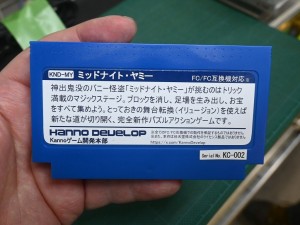 KND-MY ミッドナイト・ヤミー FC/FC互換機対応
神出鬼没のバニー怪盗「ミッドナイト・ヤミー」が挑むのはトリック
満載のマジックステージ。ブロックを消し、足場を生み出し、お宝
をすべて集めよう。とっておきの舞台転換（イリュージョン）を使えば
新たな道が切り開く、完全新作パズルアクションゲーム です。
Hanno DEVELOP
Kannoゲーム開発本部
Serial No. KC-002